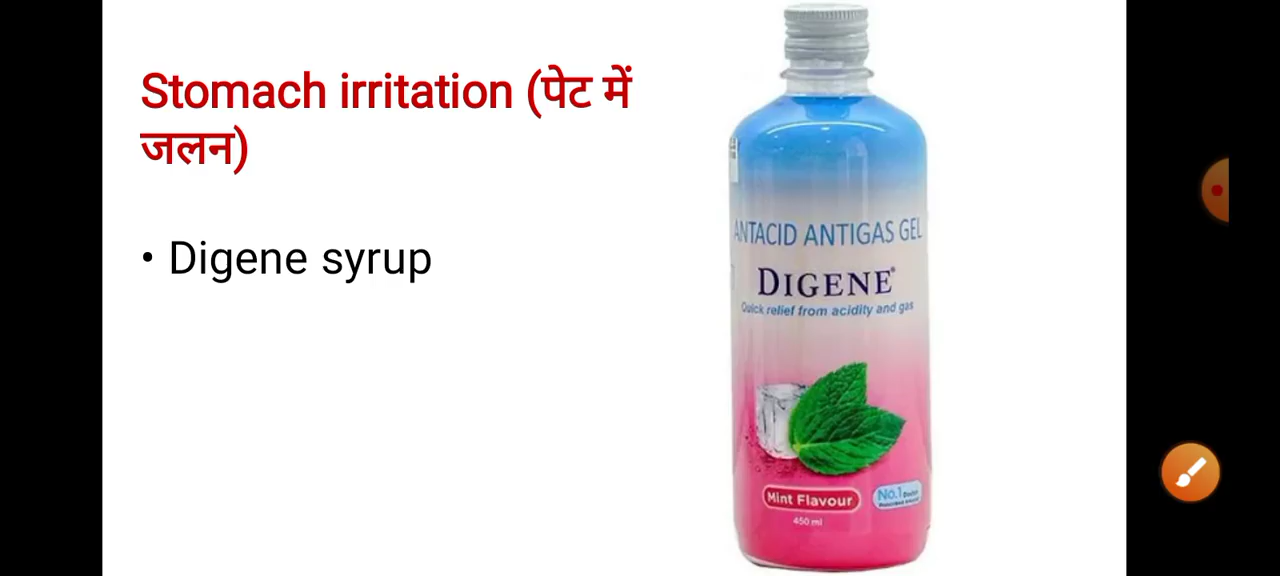 Stomach irritation (पेट में
जलन)
• Digene syrup
ANTACID ANTIGAS GEL
DIGENE®
Quick relief from acidity and gas
Mint Flavour
No.1
450 ml